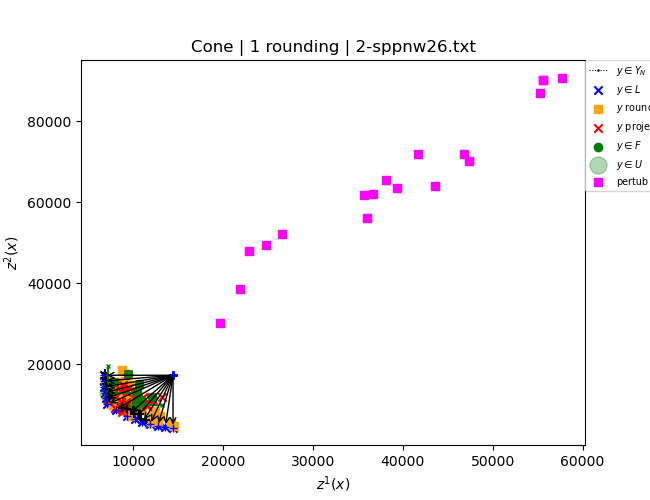 Cone | 1 rounding | 2-sppnw26.txt
y ∈ Y_N
y ∈ L
y roun
y proje
y ∈ F
y ∈ U
pertub
80000
60000
40000
20000
z²(x)
10000 20000 30000 40000 50000 60000
z¹(x)